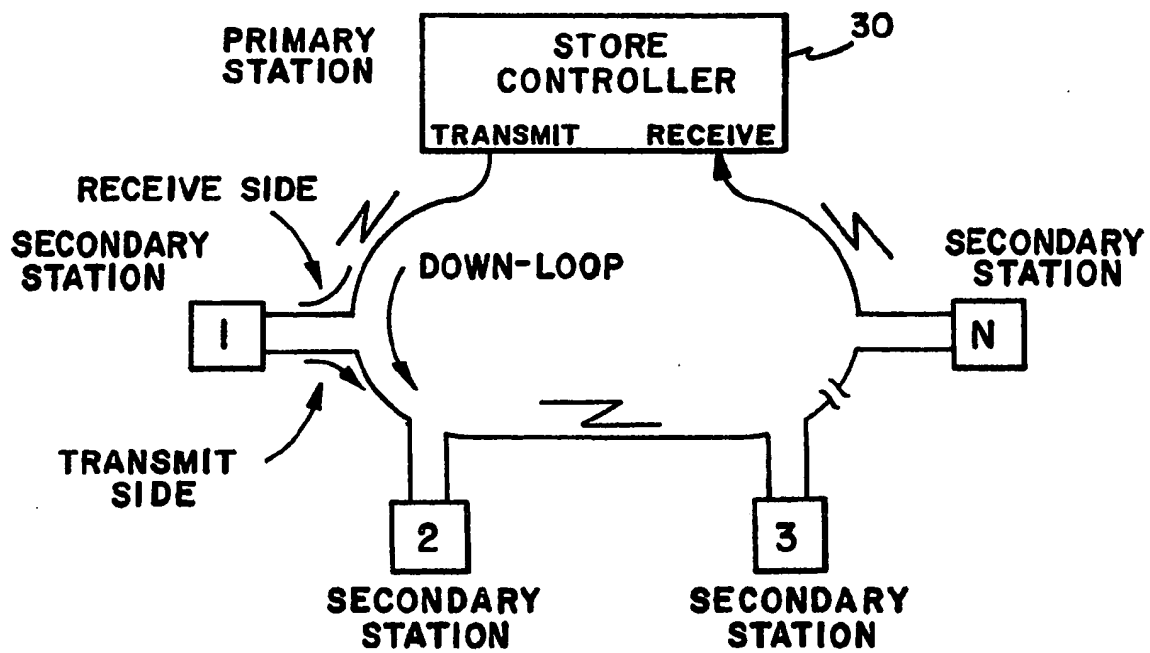 PRIMARY
STATION
STORE
CONTROLLER
30
TRANSMIT
RECEIVE
RECEIVE SIDE
SECONDARY
STATION
DOWN-LOOP
SECONDARY
STATION
1
N
TRANSMIT
SIDE
2
3
SECONDARY
STATION
SECONDARY
STATION